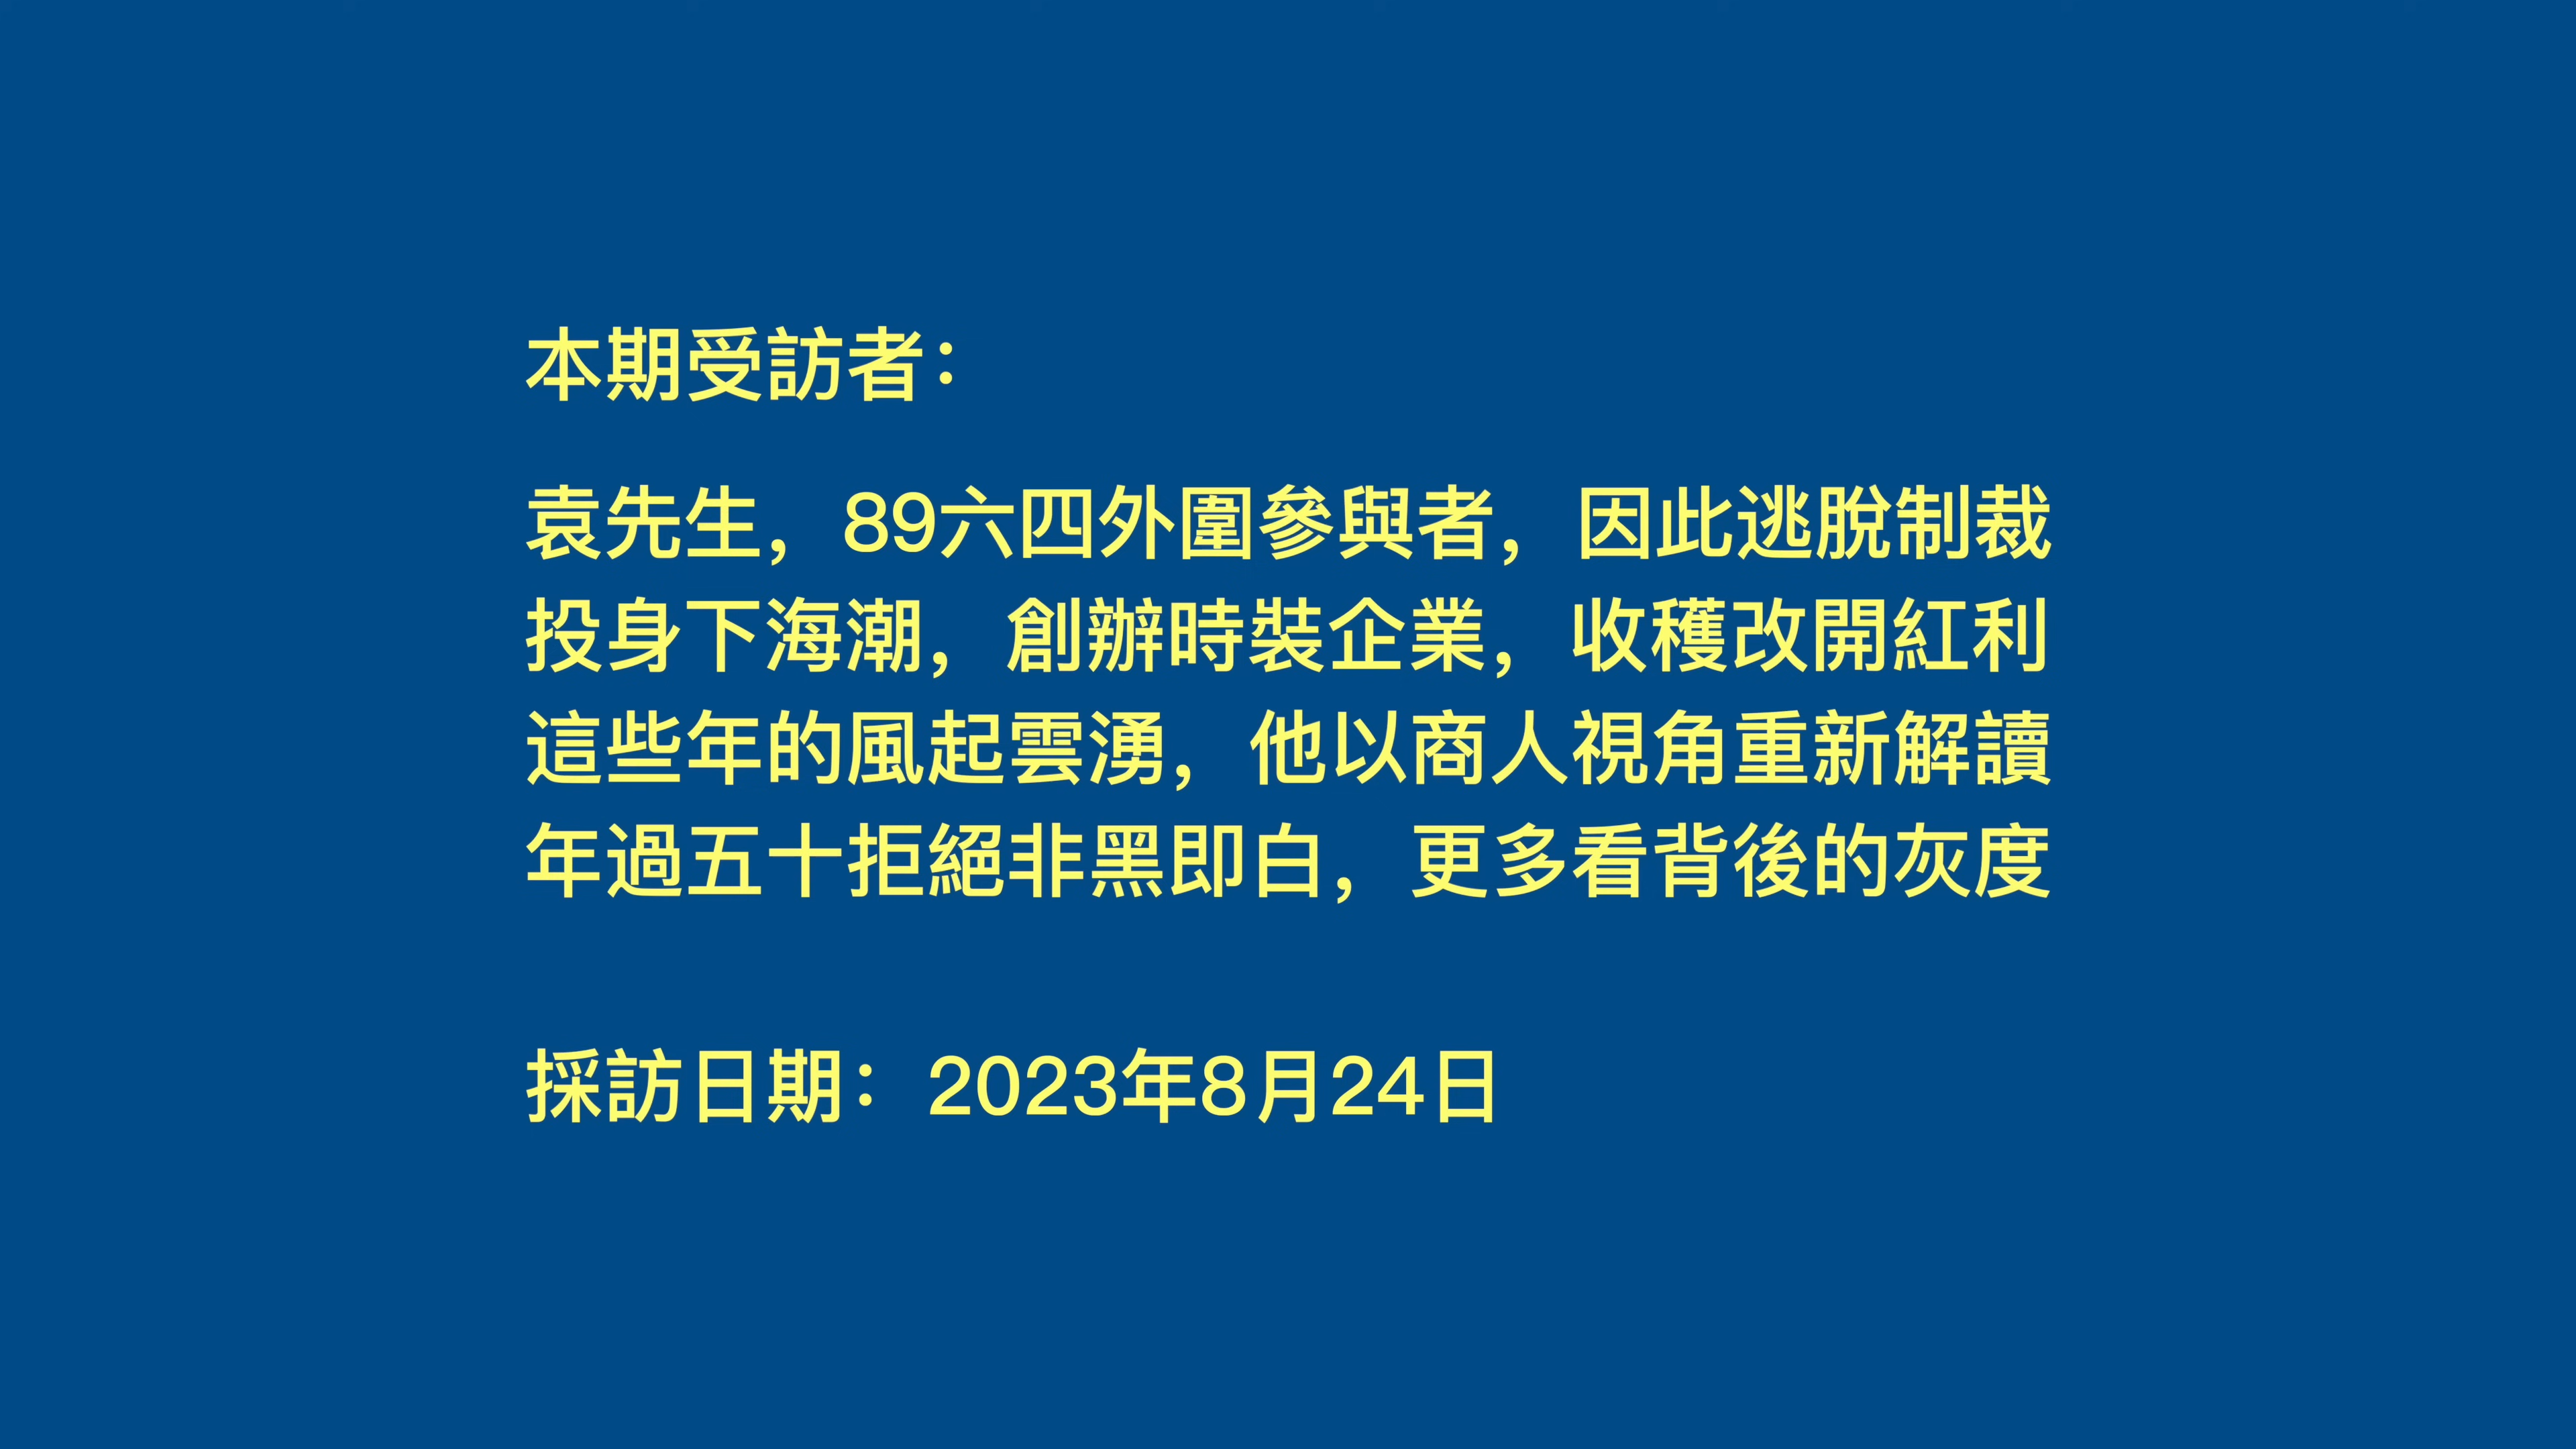 本期受訪者：
袁先生，89六四外圍參與者，因此逃脫制裁
投身下海潮，創辦時裝企業，收穫改開紅利
這些年的風起雲湧，他以商人視角重新解讀
年過五十拒絕非黑即白，更多看背後的灰度
採訪日期：2023年8月24日